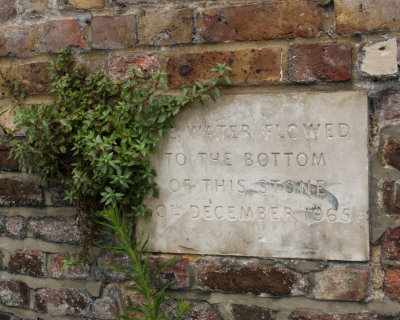 WATER FLOWED
TO THE BOTTOM
OF THIS STONE
DECEMBER 1965